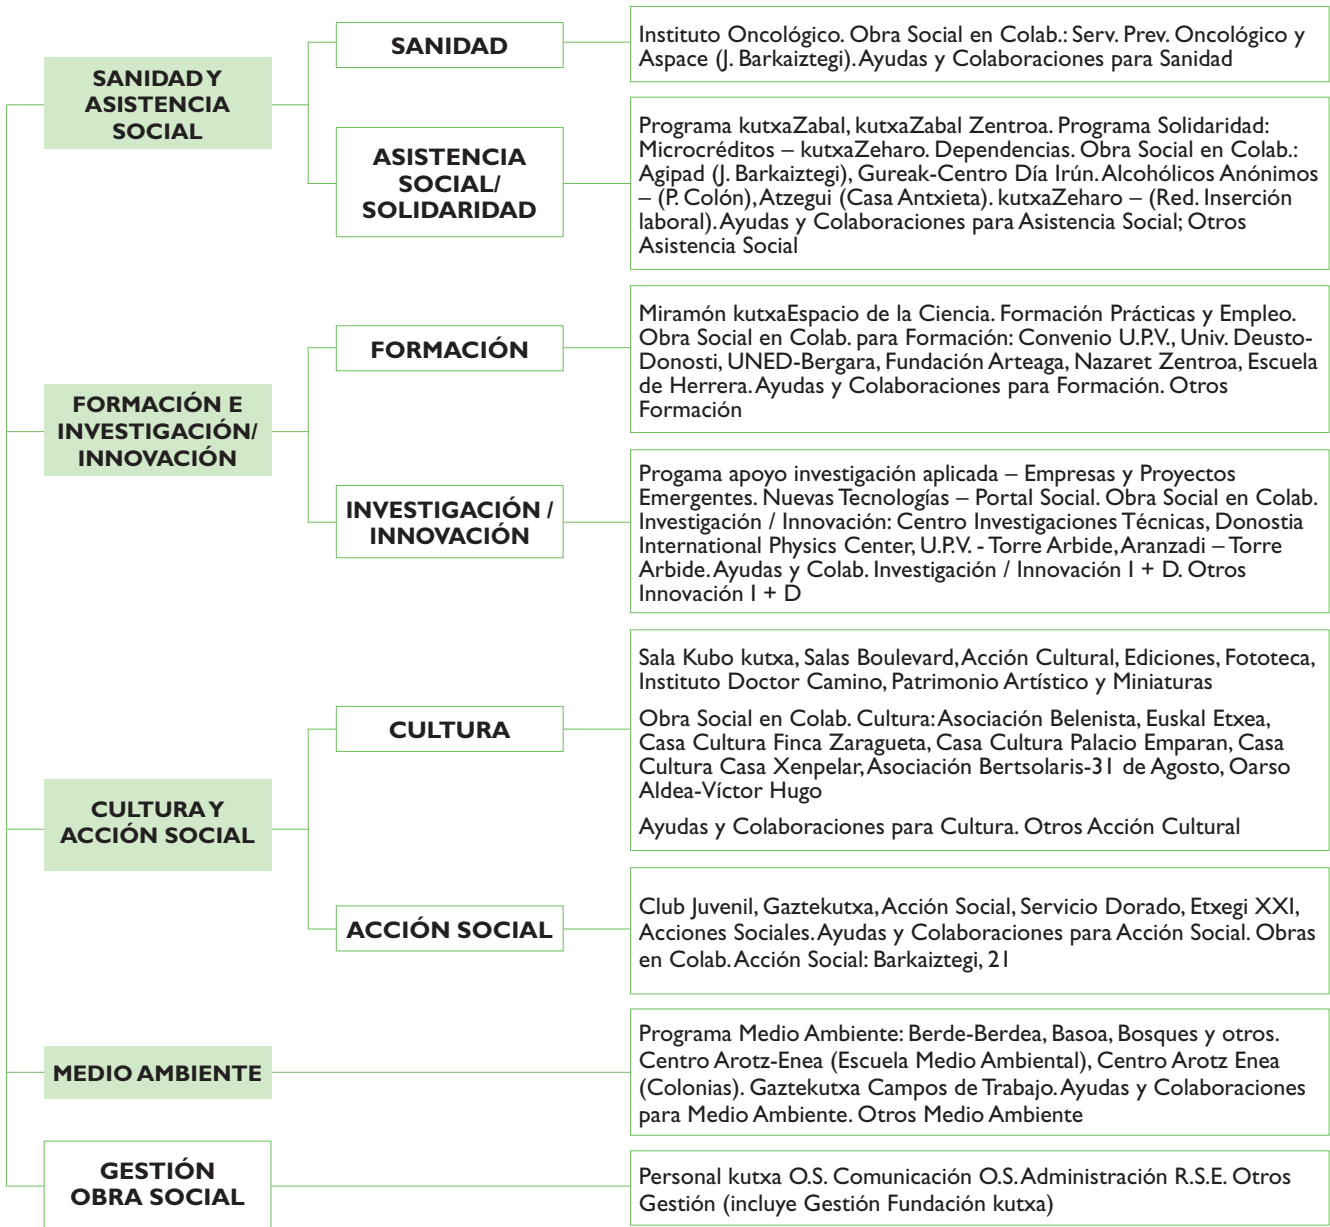 SANIDAD Y
ASISTENCIA
SOCIAL
SANIDAD
Instituto Oncológico. Obra Social en Colab.: Serv. Prev. Oncológico y
Aspace (J. Barkaiztegi). Ayudas y Colaboraciones para Sanidad
ASISTENCIA
SOCIAL/
SOLIDARIDAD
Programa kutxaZabal, kutxaZabal Zentroa. Programa Solidaridad:
Microcréditos – kutxaZeharo. Dependencias. Obra Social en Colab.:
Agipad (J. Barkaiztegi), Gureak-Centro Día Irún. Alcohólicos Anónimos
– (P. Colón), Atzegui (Casa Antxieta). kutxaZeharo – (Red. Inserción
laboral). Ayudas y Colaboraciones para Asistencia Social; Otros
Asistencia Social
FORMACIÓN E
INVESTIGACIÓN/
INNOVACIÓN
FORMACIÓN
Miramón kutxaEspacio de la Ciencia. Formación Prácticas y Empleo.
Obra Social en Colab. para Formación: Convenio U.P.V., Univ. Deusto-
Donosti, UNED-Bergara, Fundación Arteaga, Nazaret Zentroa, Escuela
de Herrera. Ayudas y Colaboraciones para Formación. Otros
Formación
INVESTIGACIÓN /
INNOVACIÓN
Progama apoyo investigación aplicada – Empresas y Proyectos
Emergentes. Nuevas Tecnologías – Portal Social. Obra Social en Colab.
Investigación / Innovación: Centro Investigaciones Técnicas, Donostia
International Physics Center, U.P.V. - Torre Arbide, Aranzadi – Torre
Arbide. Ayudas y Colab. Investigación / Innovación I + D. Otros
Innovación I + D
CULTURA Y
ACCIÓN SOCIAL
CULTURA
Sala Kubo kutxa, Salas Boulevard, Acción Cultural, Ediciones, Fototeca,
Instituto Doctor Camino, Patrimonio Artístico y Miniaturas
Obra Social en Colab. Cultura: Asociación Belenista, Euskal Etxea,
Casa Cultura Finca Zaragueta, Casa Cultura Palacio Emparan, Casa
Cultura Casa Xenpelar, Asociación Bertsolaris-31 de Agosto, Oarso
Aldea-Víctor Hugo
Ayudas y Colaboraciones para Cultura. Otros Acción Cultural
ACCIÓN SOCIAL
Club Juvenil, Gaztekutxa, Acción Social, Servicio Dorado, Etxegi XXI,
Acciones Sociales. Ayudas y Colaboraciones para Acción Social. Obras
en Colab. Acción Social: Barkaiztegi, 21
MEDIO AMBIENTE
Programa Medio Ambiente: Berde-Berdea, Basoa, Bosques y otros.
Centro Arotz-Enea (Escuela Medio Ambiental), Centro Arotz Enea
(Colonias). Gaztekutxa Campos de Trabajo. Ayudas y Colaboraciones
para Medio Ambiente. Otros Medio Ambiente
GESTIÓN
OBRA SOCIAL
Personal kutxa O.S. Comunicación O.S. Administración R.S.E. Otros
Gestión (incluye Gestión Fundación kutxa)